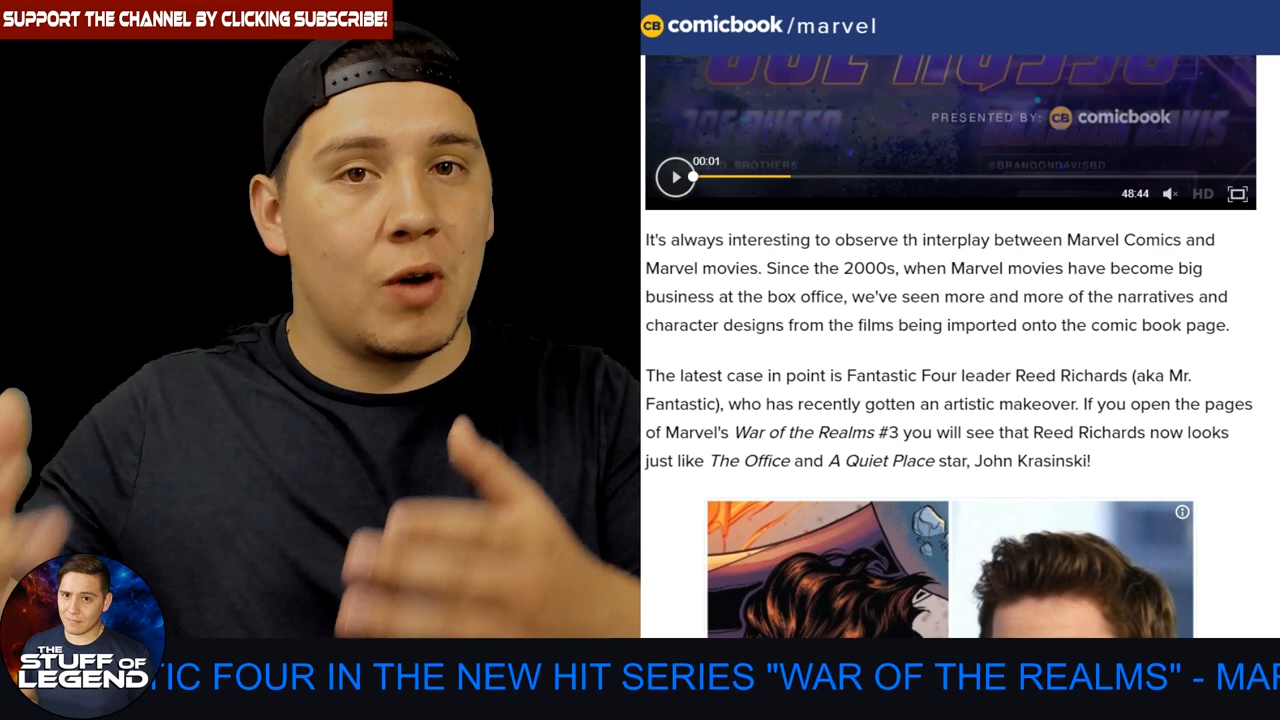 SUPPORT THE CHANNEL BY CLICKING SUBSCRIBE!
CB comicbook /marvel
PRESENTED BY: CB comicbook
BROTHERS
@BRANDONDAVISBD
00:01
48:44
HD
It's always interesting to observe th interplay between Marvel Comics and
Marvel movies. Since the 2000s, when Marvel movies have become big
business at the box office, we've seen more and more of the narratives and
character designs from the films being imported onto the comic book page.
The latest case in point is Fantastic Four leader Reed Richards (aka Mr.
Fantastic), who has recently gotten an artistic makeover. If you open the pages
of Marvel's War of the Realms #3 you will see that Reed Richards now looks
just like The Office and A Quiet Place star, John Krasinski!
THE
STUFF OF
LEGEND
TIC FOUR IN THE NEW HIT SERIES "WAR OF THE REALMS" - MAR